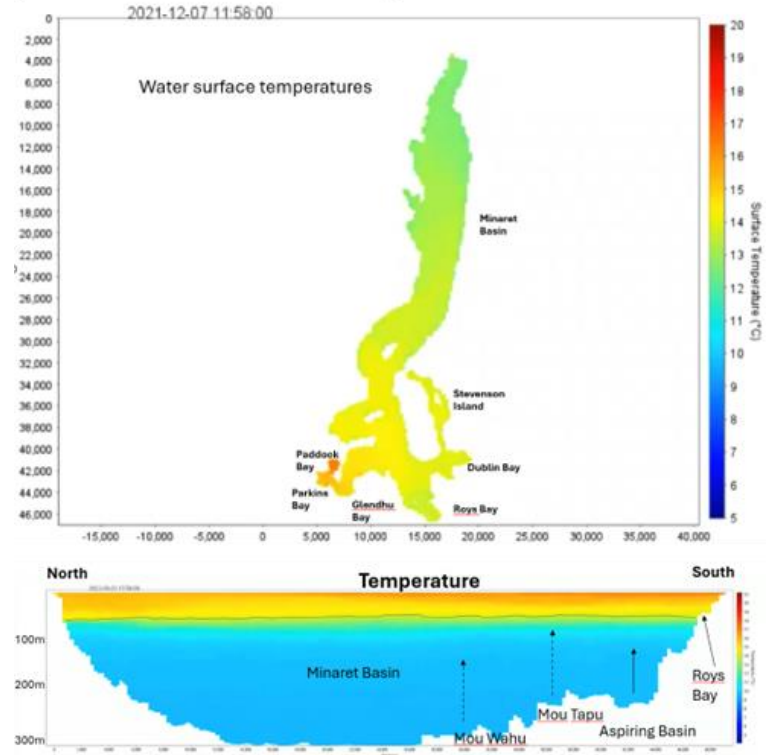 2021-12-07 11:58:00
Water surface temperatures
0
2,000
4,000
6,000
8,000
10,000
12,000
14,000
16,000
18,000
20,000
22,000
24,000
26,000
28,000
30,000
32,000
34,000
36,000
38,000
40,000
42,000
44,000
46,000
-15,000 -10,000 -5,000 0 5,000 10,000 15,000 20,000 25,000 30,000 35,000 40,000
Minaret
Basin
Stevenson
Island
Paddock
Bay
Dublin Bay
Parkins
Bay
Glendhu
Bay
Roys Bay
20
19
18
17
16
15
14
13
12
11
10
9
8
7
6
5
Surface Temperature (°C)
North
Temperature
South
100m
200m
300m
Minaret Basin
Mou Wahu
Mou Tapu
Aspiring Basin
Roys
Bay